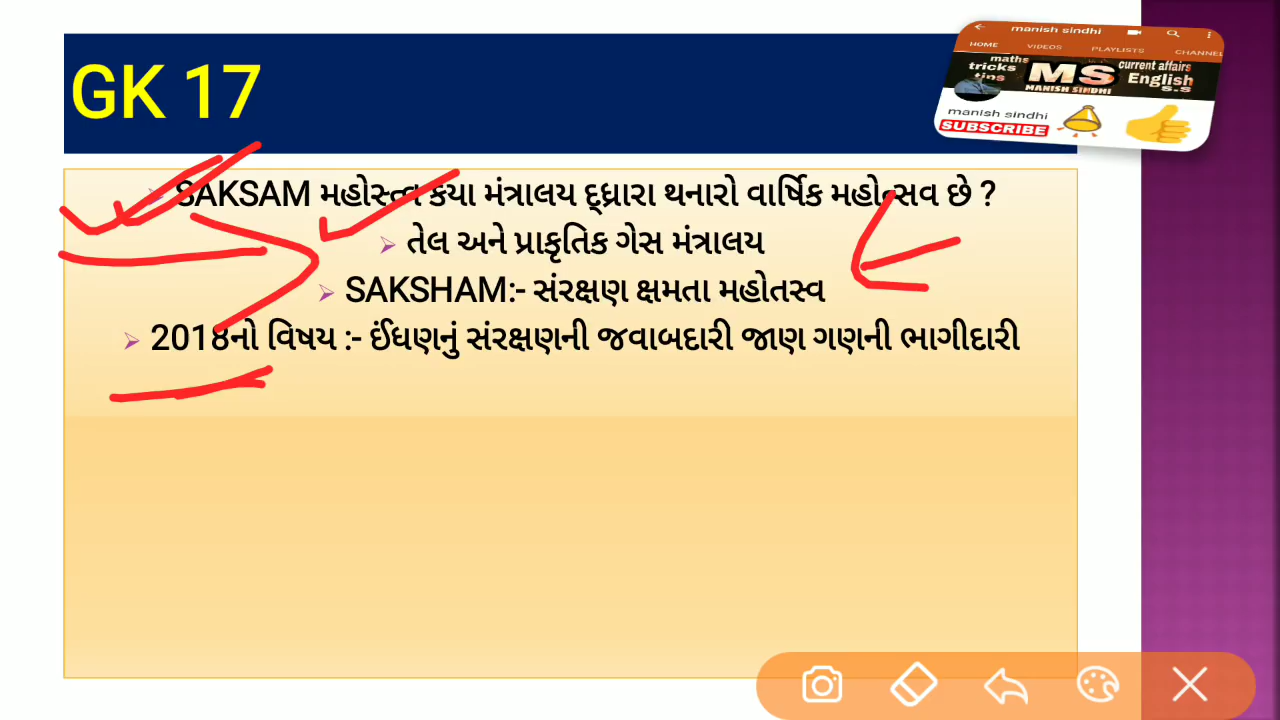 GK 17
manish sindhi
HOME VIDEOS PLAYLISTS CHANNEL
maths tricks tins
MS
MANISH SINDHI
current affairs English s.s
manish sindhi
SUBSCRIBE
SAKSAM મહોસ્ત્વ કયા મંત્રાલય દ્ધ્રારા થનારો વાર્ષિક મહોત્સવ છે ?
તેલ અને પ્રાકૃતિક ગેસ મંત્રાલય
SAKSHAM:- સંરક્ષણ ક્ષમતા મહોતસ્વ
2018નો વિષય :- ઈંધણનું સંરક્ષણની જવાબદારી જાણ ગણની ભાગીદારી